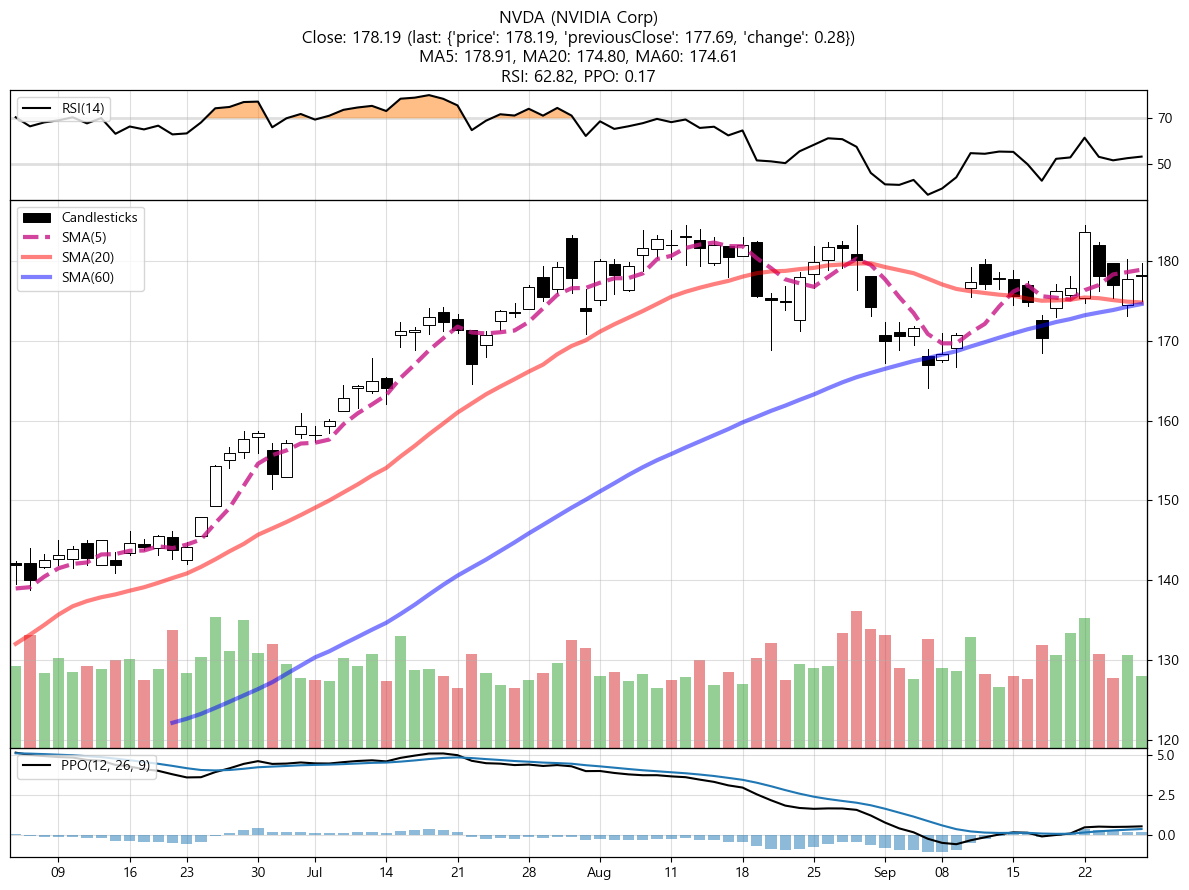 NVDA (NVIDIA Corp)
Close: 178.19 (last: {'price': 178.19, 'previousClose': 177.69, 'change': 0.28})
MA5: 178.91, MA20: 174.80, MA60: 174.61
RSI: 62.82, PPO: 0.17
RSI(14)
70
50
Candlesticks
SMA(5)
SMA(20)
SMA(60)
180
170
160
150
140
130
120
PPO(12, 26, 9)
5.0
2.5
0.0
09 16 23 30 Jul 14 21 28 Aug 11 18 25 Sep 08 15 22